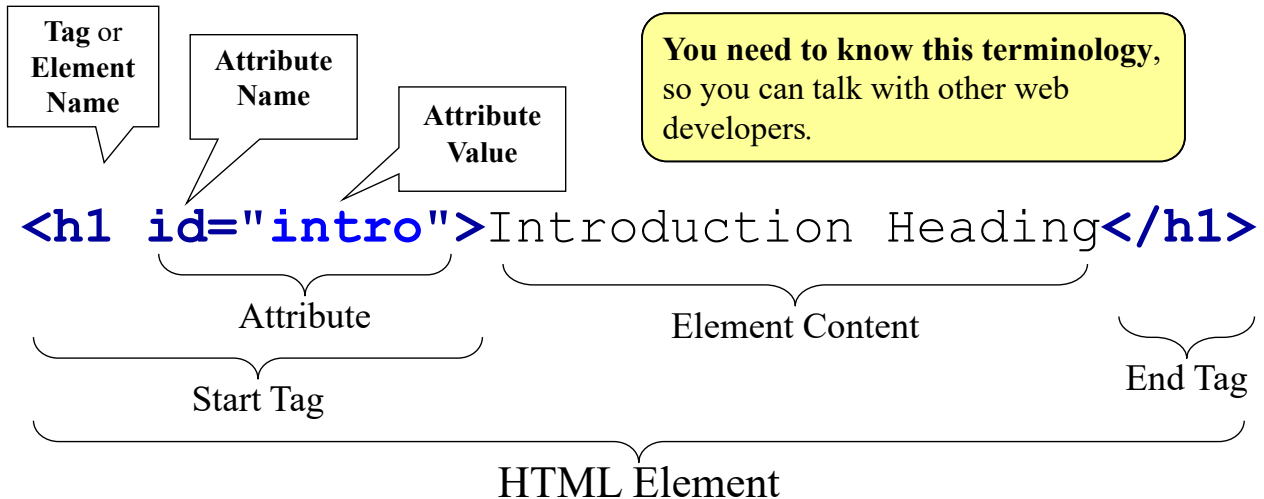 Tag or
Element
Name
Attribute
Name
Attribute
Value
You need to know this terminology,
so you can talk with other web
developers.
<h1 id="intro">Introduction Heading</h1>
Attribute
Element Content
Start Tag
End Tag
HTML Element